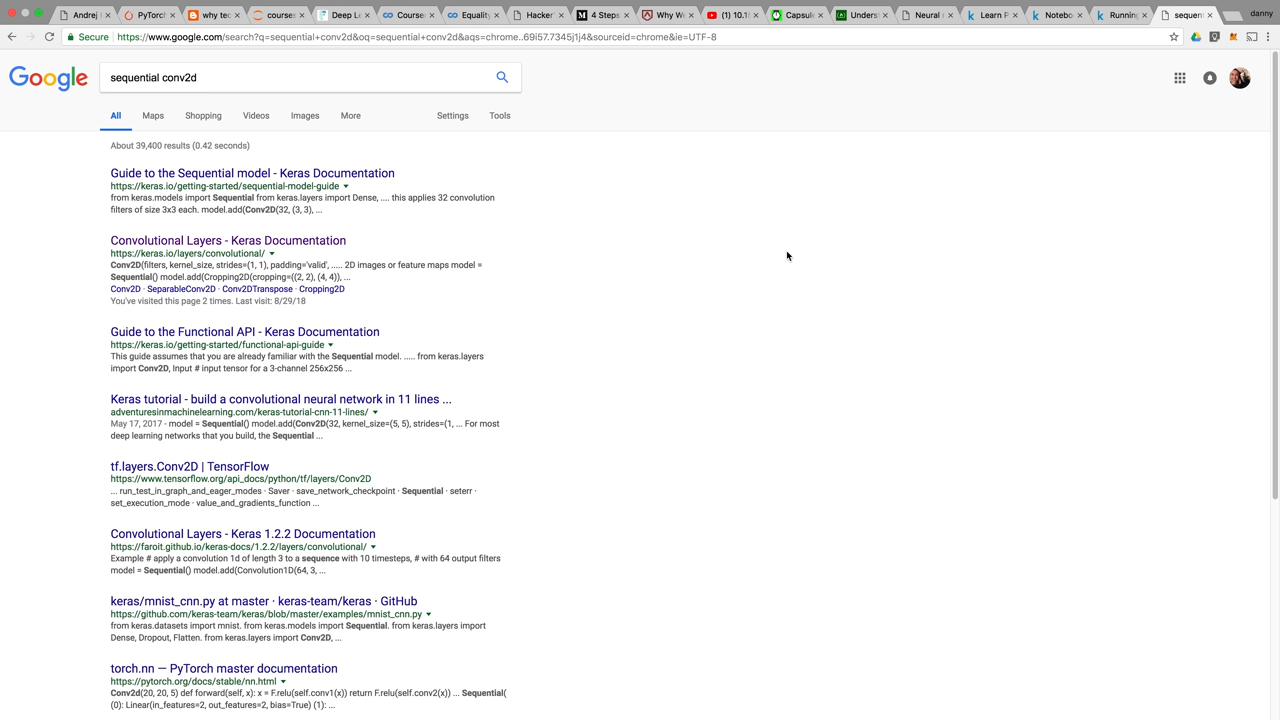 Andrej
PyTorch
why tec
courses
Deep Le
Course
Equality
Hacker'
4 Steps
Why We
(1) 10.1
Capsule
Unders
Neural
Learn P
Notebo
Running
sequen
danny
Secure
https://www.google.com/search?q=sequential+conv2d&oq=sequential+conv2d&aqs=chrome..69i57.7345j1j4&sourceid=chrome&ie=UTF-8
Google
sequential conv2d
All Maps Shopping Videos Images More Settings Tools
About 39,400 results (0.42 seconds)
Guide to the Sequential model - Keras Documentation
https://keras.io/getting-started/sequential-model-guide
from keras.models import Sequential from keras.layers import Dense, .... this applies 32 convolution
filters of size 3x3 each. model.add(Conv2D(32, (3, 3), ...
Convolutional Layers - Keras Documentation
https://keras.io/layers/convolutional/
Conv2D(filters, kernel_size, strides=(1, 1), padding='valid', ..... 2D images or feature maps model =
Sequential() model.add(Cropping2D(cropping=((2, 2), (4, 4)), ...
Conv2D · SeparableConv2D · Conv2DTranspose · Cropping2D
You've visited this page 2 times. Last visit: 8/29/18
Guide to the Functional API - Keras Documentation
https://keras.io/getting-started/functional-api-guide
This guide assumes that you are already familiar with the Sequential model. ..... from keras.layers
import Conv2D, Input # input tensor for a 3-channel 256x256 ...
Keras tutorial - build a convolutional neural network in 11 lines ...
adventuresinmachinelearning.com/keras-tutorial-cnn-11-lines/
May 17, 2017 - model = Sequential() model.add(Conv2D(32, kernel_size=(5, 5), strides=(1, ... For most
deep learning networks that you build, the Sequential ...
tf.layers.Conv2D | TensorFlow
https://www.tensorflow.org/api_docs/python/tf/layers/Conv2D
... run_test_in_graph_and_eager_modes · Saver · save_network_checkpoint · Sequential · seterr ·
set_execution_mode · value_and_gradients_function ...
Convolutional Layers - Keras 1.2.2 Documentation
https://faroit.github.io/keras-docs/1.2.2/layers/convolutional/
Example # apply a convolution 1d of length 3 to a sequence with 10 timesteps, # with 64 output filters
model = Sequential() model.add(Convolution1D(64, 3, ...
keras/mnist_cnn.py at master · keras-team/keras · GitHub
https://github.com/keras-team/keras/blob/master/examples/mnist_cnn.py
from keras.datasets import mnist. from keras.models import Sequential. from keras.layers import
Dense, Dropout, Flatten. from keras.layers import Conv2D, ...
torch.nn — PyTorch master documentation
https://pytorch.org/docs/stable/nn.html
Conv2d(20, 20, 5) def forward(self, x): x = F.relu(self.conv1(x)) return F.relu(self.conv2(x)) ... Sequential(
(0): Linear(in_features=2, out_features=2, bias=True) (1): ...